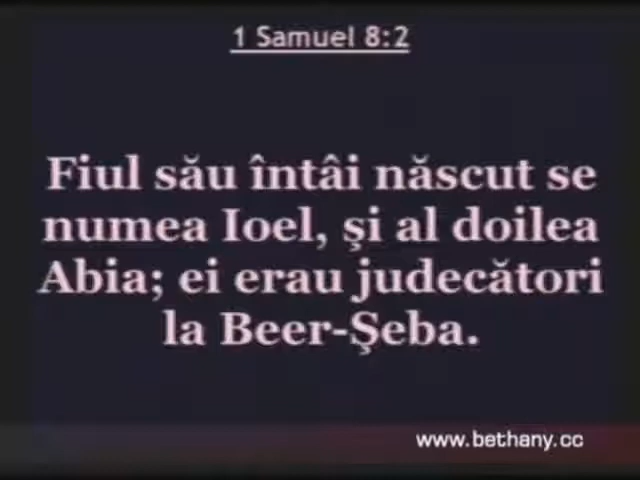 1 Samuel 8:2
Fiul său întâi născut se
numea Ioel, şi al doilea
Abia; ei erau judecători
la Beer-Şeba.
www.bethany.cc